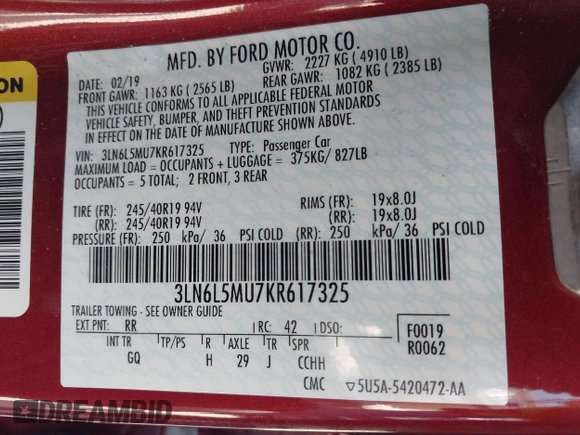 ON
MFD. BY FORD MOTOR CO.
DATE: 02/19 GVWR: 2227 KG ( 4910 LB)
FRONT GAWR: 1163 KG ( 2565 LB) REAR GAWR: 1082 KG ( 2385 LB)
THIS VEHICLE CONFORMS TO ALL APPLICABLE FEDERAL MOTOR
VEHICLE SAFETY, BUMPER, AND THEFT PREVENTION STANDARDS
IN EFFECT ON THE DATE OF MANUFACTURE SHOWN ABOVE.
VIN: 3LN6L5MU7KR617325 TYPE: Passenger Car
MAXIMUM LOAD = OCCUPANTS + LUGGAGE = 375KG/ 827LB
OCCUPANTS = 5 TOTAL; 2 FRONT, 3 REAR
TIRE (FR): 245/40R19 94V RIMS (FR): 19x8.0J
(RR): 245/40R19 94V (RR): 19x8.0J
PRESSURE (FR): 250 kPa/ 36 PSI COLD (RR): 250 kPa/ 36 PSI COLD
3LN6L5MU7KR617325
TRAILER TOWING - SEE OWNER GUIDE
EXT PNT: RR RC: 42 DSO: F0019
R0062
INT TR TP/PS R AXLE TR SPR
GQ H 29 J CCHH
CMC ▽5U5A-5420472-AA
DREAMBID